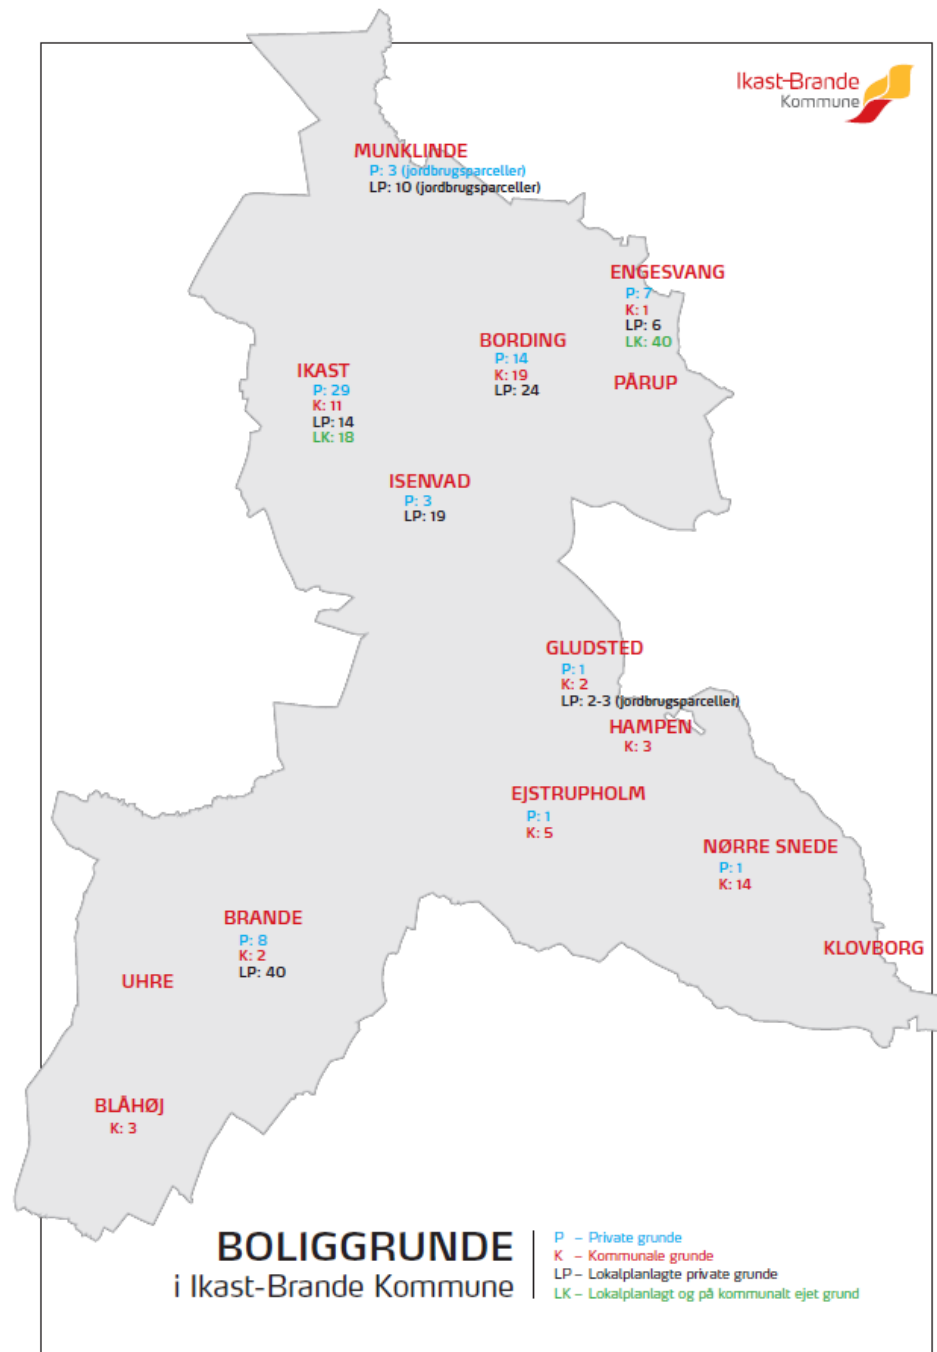 Ikast-Brande
Kommune
MUNKLINDE
P: 3 (jordbrugsparceller)
LP: 10 (jordbrugsparceller)
ENGESVANG
P: 7
K: 1
LP: 6
LK: 40
BORDING
P: 14
K: 19
LP: 24
IKAST
P: 29
K: 11
LP: 14
LK: 18
PÅRUP
ISENVAD
P: 3
LP: 19
GLUDSTED
P: 1
K: 2
LP: 2-3 (jordbrugsparceller)
HAMPEN
K: 3
EJSTRUPHOLM
P: 1
K: 5
NØRRE SNEDE
P: 1
K: 14
BRANDE
P: 8
K: 2
LP: 40
KLOVBORG
UHRE
BLÅHØJ
K: 3
BOLIGGRUNDE
i Ikast-Brande Kommune
P – Private grunde
K – Kommunale grunde
LP – Lokalplanlagte private grunde
LK – Lokalplanlagt og på kommunalt ejet grund